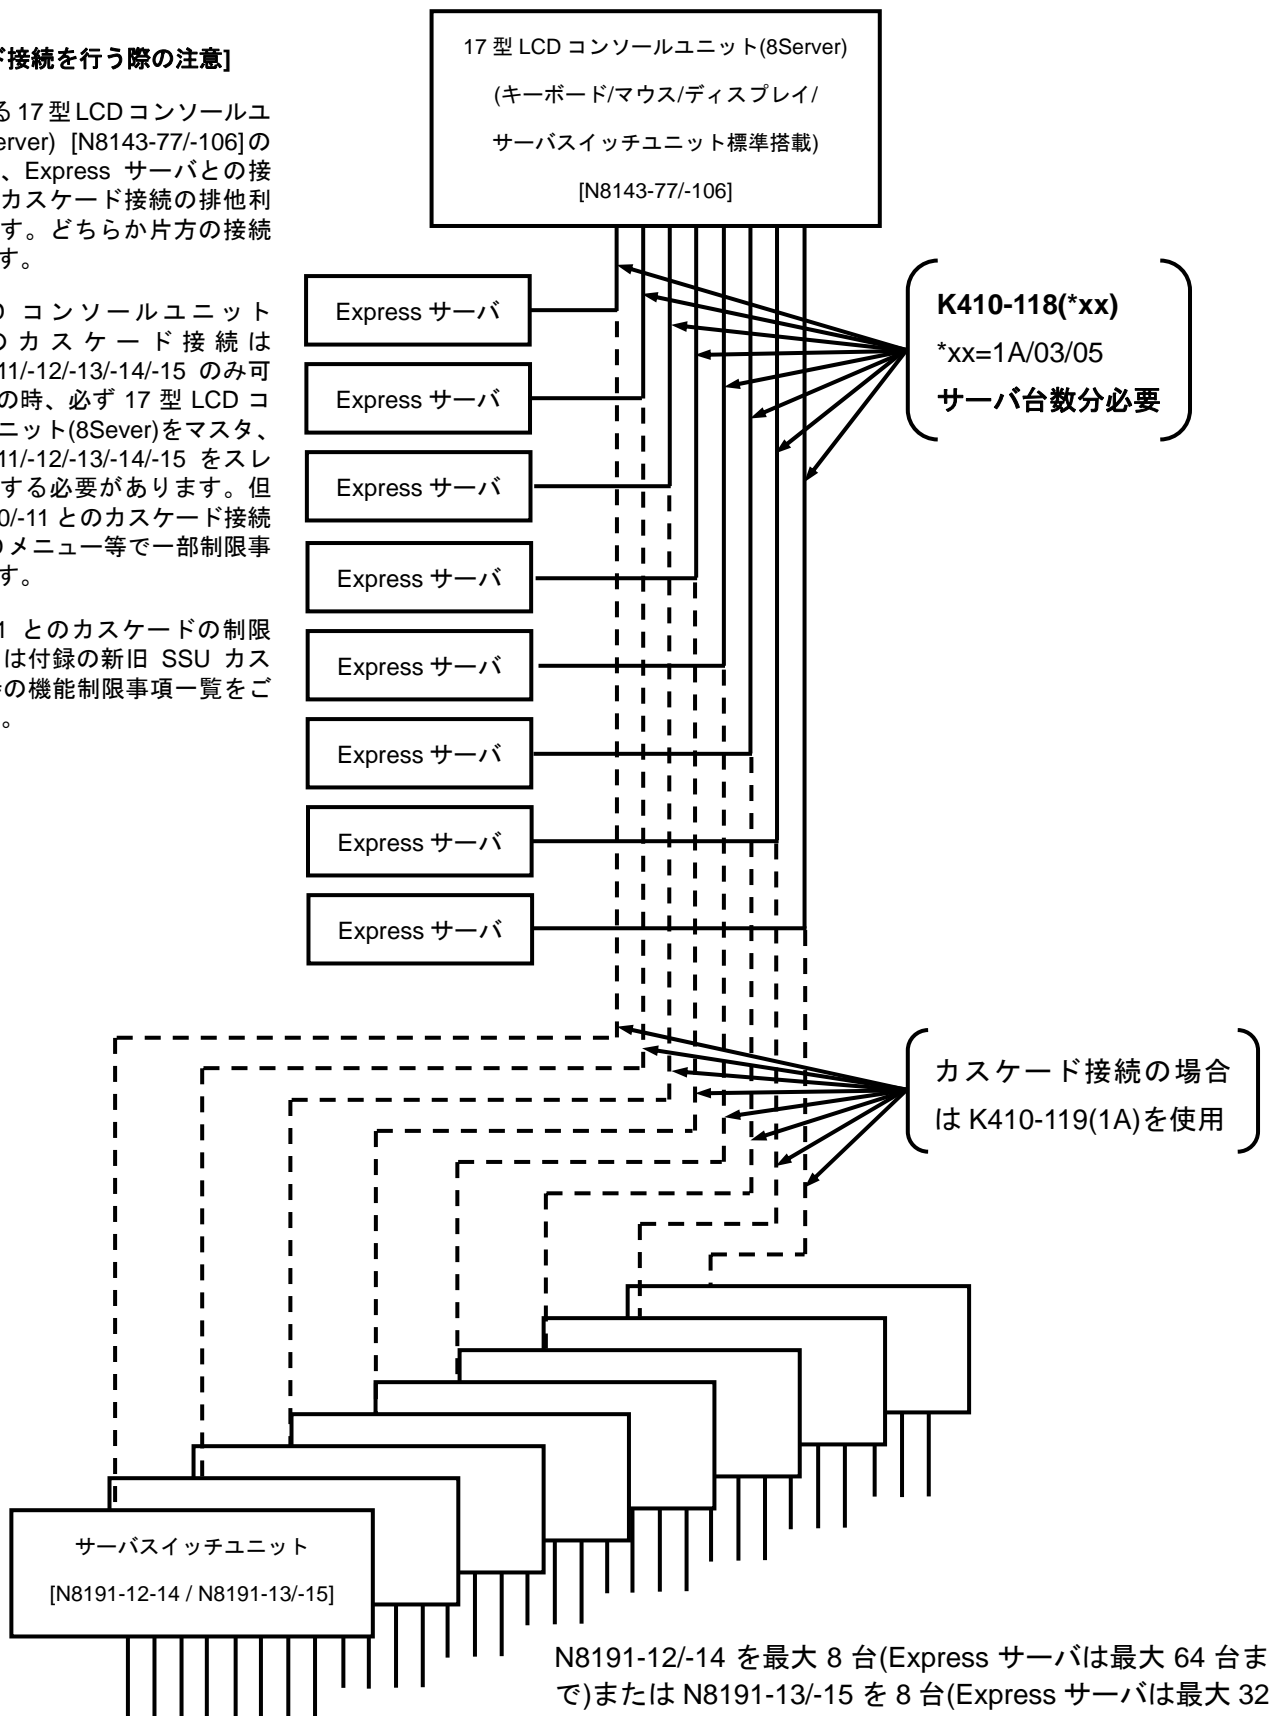 ド接続を行う際の注意]
る 17 型 LCD コンソールユ
erver) [N8143-77/-106]の
、Express サーバとの接
カスケード接続の排他利
す。どちらか片方の接続
す。
コンソールユニット
カスケード接続は
11/-12/-13/-14/-15 のみ可
の時、必ず 17 型 LCD コ
ニット(8Sever)をマスタ、
11/-12/-13/-14/-15 をスレ
する必要があります。但
0/-11 とのカスケード接続
メニュー等で一部制限事
す。
1 とのカスケードの制限
は付録の新旧 SSU カス
の機能制限事項一覧をご
。
17 型 LCD コンソールユニット(8Server)
(キーボード/マウス/ディスプレイ/
サーバスイッチユニット標準搭載)
[N8143-77/-106]
Express サーバ
Express サーバ
Express サーバ
Express サーバ
Express サーバ
Express サーバ
Express サーバ
Express サーバ
K410-118(*xx)
*xx=1A/03/05
サーバ台数分必要
カスケード接続の場合
は K410-119(1A)を使用
サーバスイッチユニット
[N8191-12-14 / N8191-13/-15]
N8191-12/-14 を最大 8 台(Express サーバは最大 64 台ま
で)または N8191-13/-15 を 8 台(Express サーバは最大 32